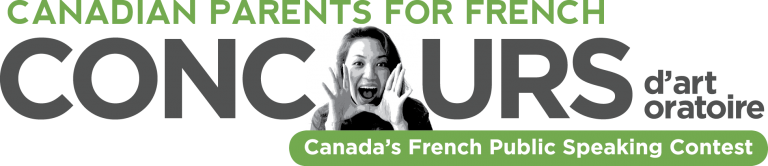 CANADIAN PARENTS FOR FRENCH
CONCOURS
d'art
oratoire
Canada's French Public Speaking Contest